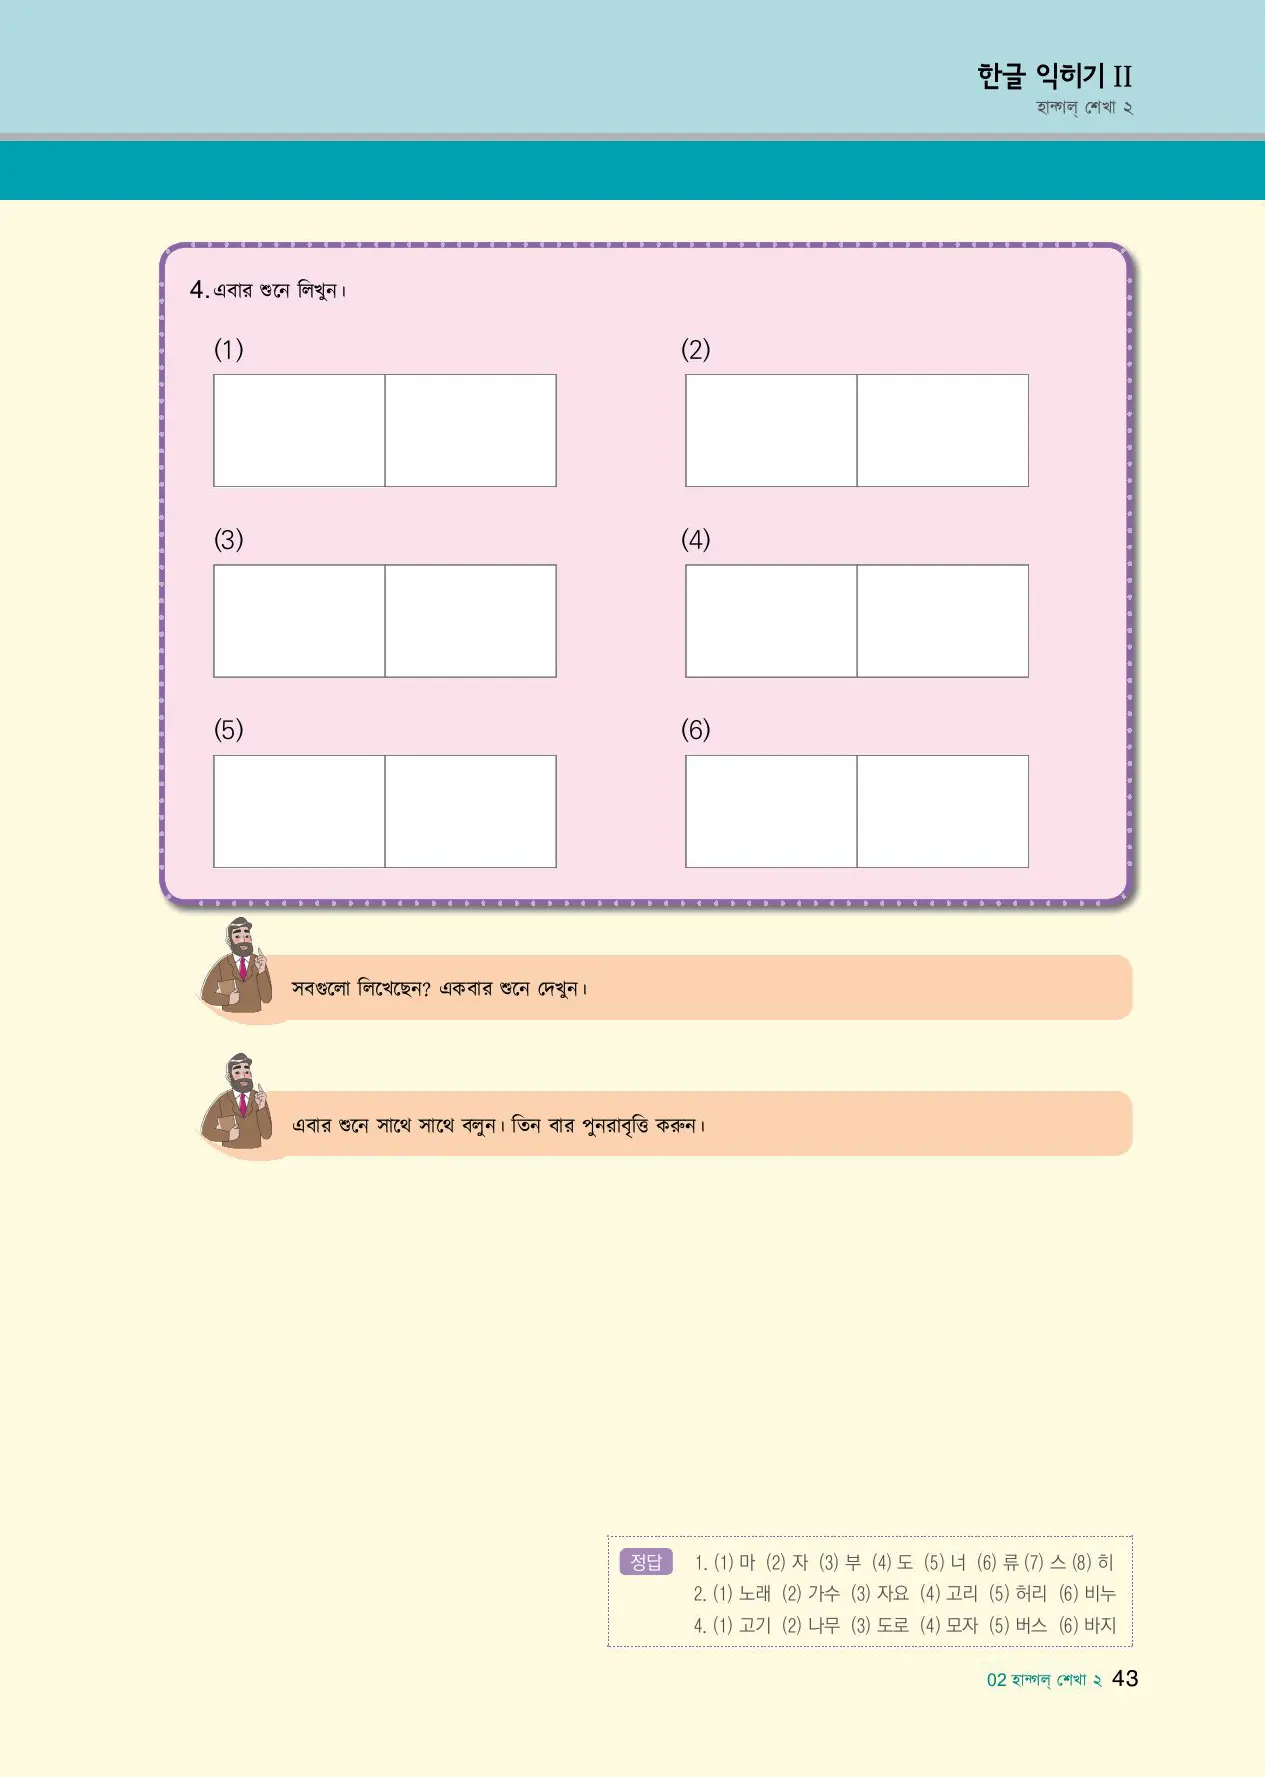 한글 익히기 II
হান্গল্ শেখা ২
4. এবার শুনে লিখুন।
(1) (2)
(3) (4)
(5) (6)
সবগুলো লিখেছেন? একবার শুনে দেখুন।
এবার শুনে সাথে সাথে বলুন। তিন বার পুনরাবৃত্তি করুন।
정답 1. (1) 마 (2) 자 (3) 부 (4) 도 (5) 너 (6) 류 (7) 스 (8) 히
2. (1) 노래 (2) 가수 (3) 자요 (4) 고리 (5) 허리 (6) 비누
4. (1) 고기 (2) 나무 (3) 도로 (4) 모자 (5) 버스 (6) 바지
02 হান্গল্ শেখা ২ 43